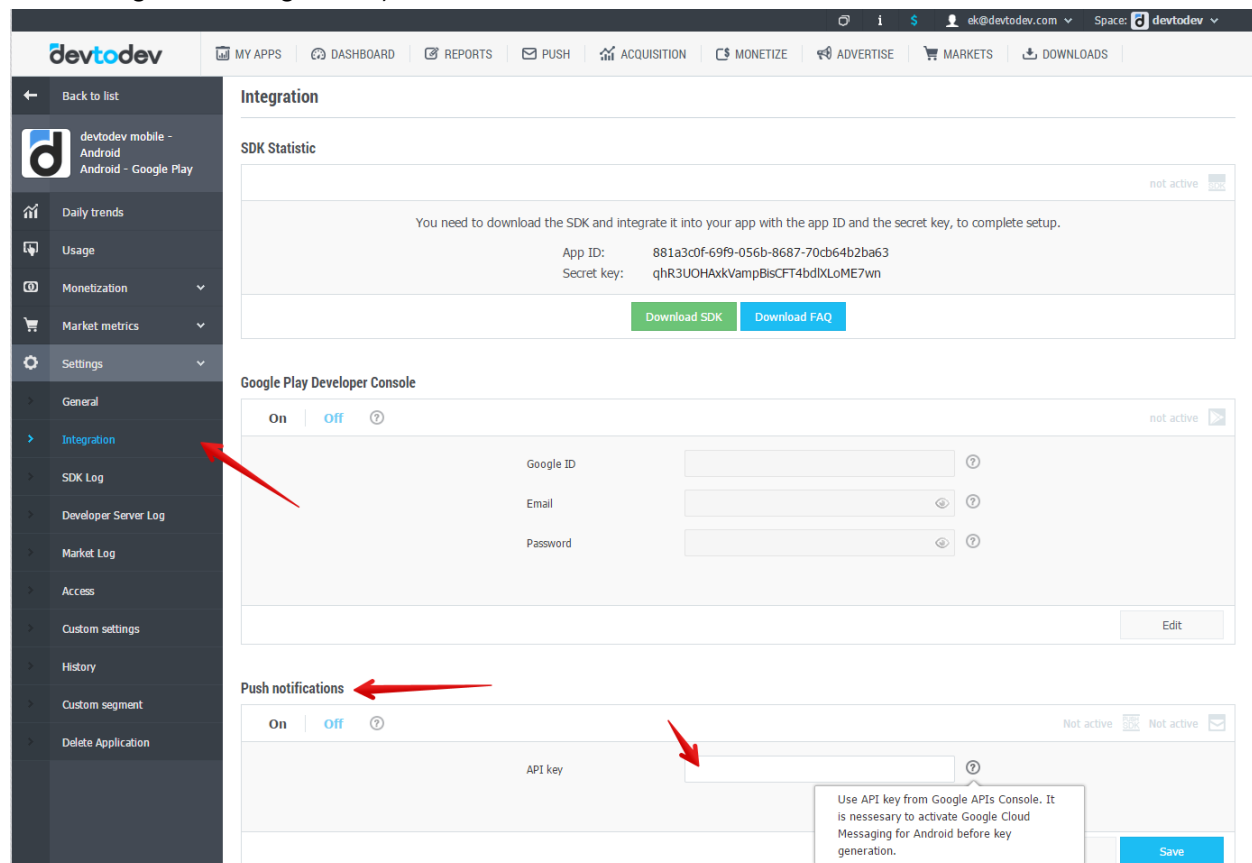 i $ ek@devtodev.com Space: devtodev
devtodev MY APPS DASHBOARD REPORTS PUSH ACQUISITION MONETIZE ADVERTISE MARKETS DOWNLOADS
Back to list
devtodev mobile -
Android
Android - Google Play
Daily trends
Usage
Monetization
Market metrics
Settings
General
Integration
SDK Log
Developer Server Log
Market Log
Access
Custom settings
History
Custom segment
Delete Application
Integration
SDK Statistic
not active
You need to download the SDK and integrate it into your app with the app ID and the secret key, to complete setup.
App ID: 881a3c0f-69f9-056b-8687-70cb64b2ba63
Secret key: qhR3UOHAxkVampBisCFT4bdlXLoME7wn
Download SDK Download FAQ
Google Play Developer Console
On Off ? not active
Google ID ?
Email ?
Password ?
Edit
Push notifications
On Off ? Not active Not active
API key ?
Use API key from Google APIs Console. It
is nessesary to activate Google Cloud
Messaging for Android before key
generation.
Save